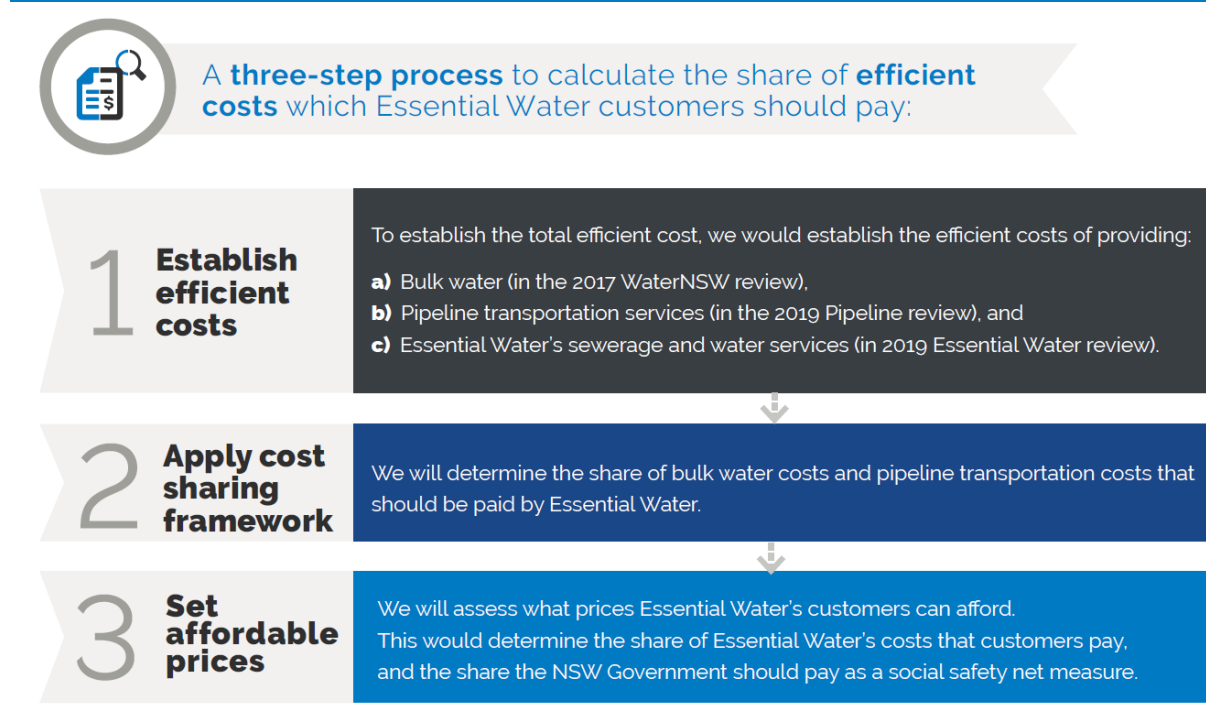 A three-step process to calculate the share of efficient
costs which Essential Water customers should pay:
1
Establish
efficient
costs
To establish the total efficient cost, we would establish the efficient costs of providing:
a) Bulk water (in the 2017 WaterNSW review),
b) Pipeline transportation services (in the 2019 Pipeline review), and
c) Essential Water's sewerage and water services (in 2019 Essential Water review).
2
Apply cost
sharing
framework
We will determine the share of bulk water costs and pipeline transportation costs that
should be paid by Essential Water.
3
Set
affordable
prices
We will assess what prices Essential Water's customers can afford.
This would determine the share of Essential Water's costs that customers pay,
and the share the NSW Government should pay as a social safety net measure.